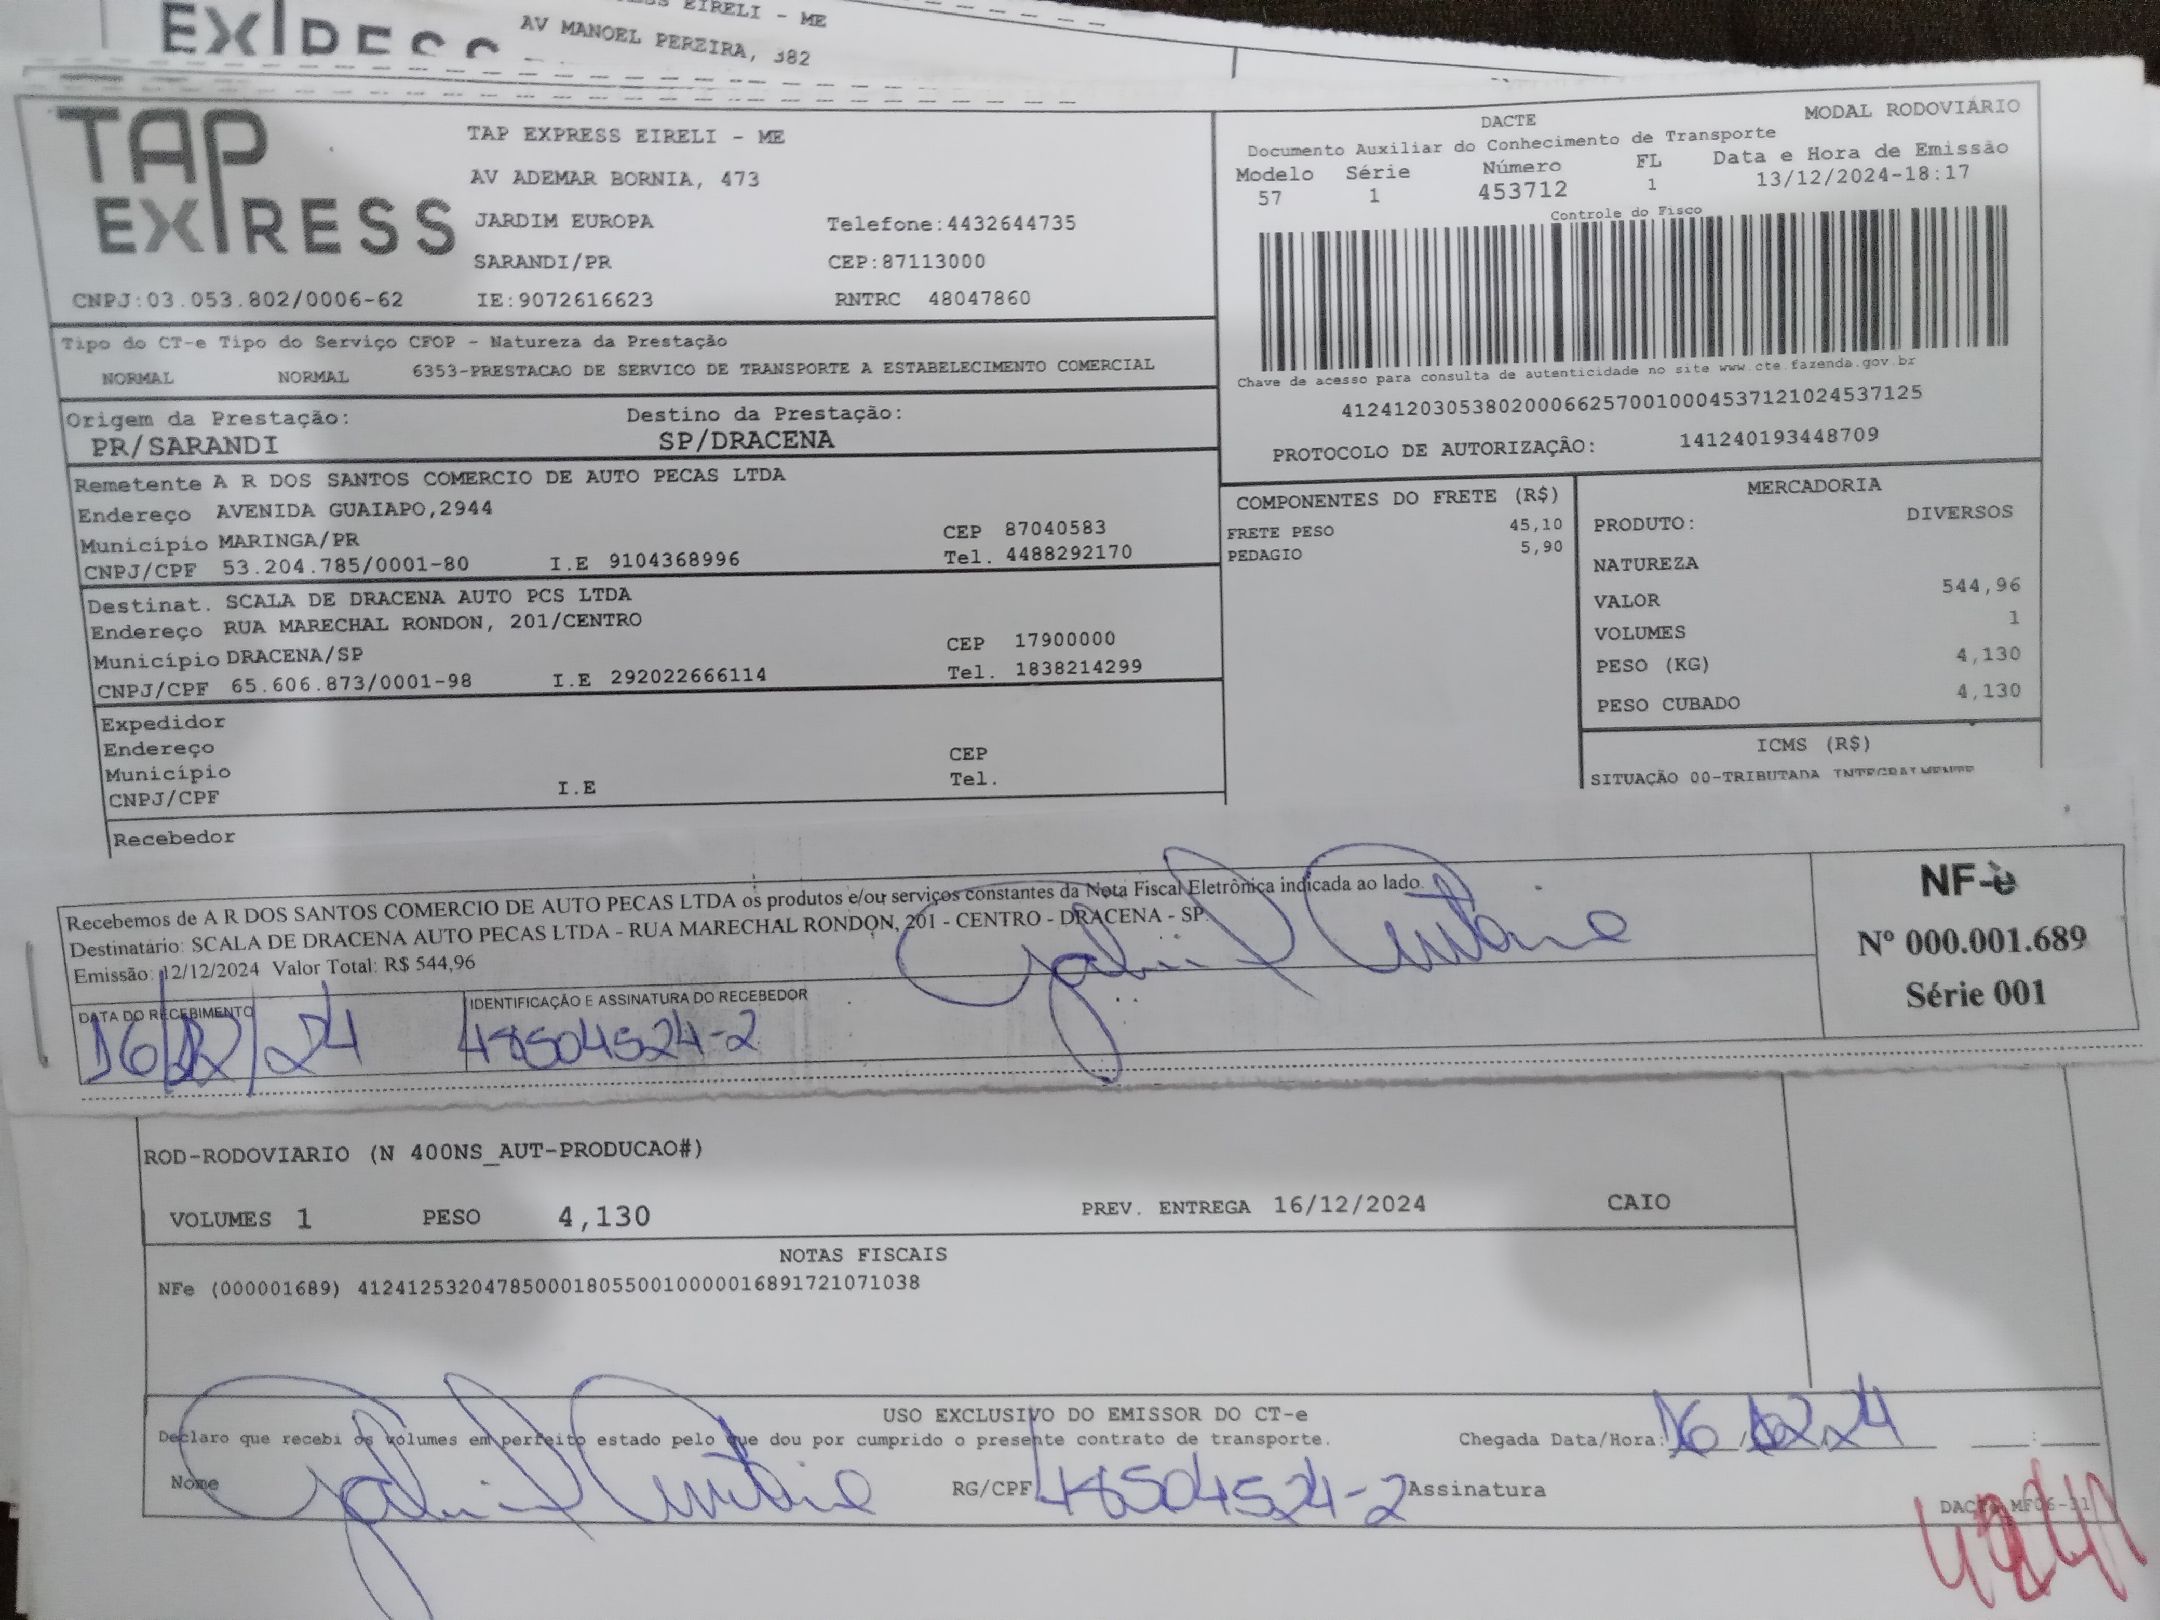 EIRELI - ME
EXPRESS AV MANOEL PEREIRA, 382
TAP EXPRESS
TAP EXPRESS EIRELI - ME
AV ADEMAR BORNIA, 473
JARDIM EUROPA Telefone:4432644735
SARANDI/PR CEP:87113000
CNPJ:03.053.802/0006-62 IE:9072616623 RNTRC 48047860
DACTE MODAL RODOVIÁRIO
Documento Auxiliar do Conhecimento de Transporte
Modelo Série Número FL Data e Hora de Emissão
57 1 453712 1 13/12/2024-18:17
Controle do Fisco
Chave de acesso para consulta de autenticidade no site www.cte.fazenda.gov.br
41241203053802000662570010004537121024537125
PROTOCOLO DE AUTORIZAÇÃO: 141240193448709
Tipo do CT-e Tipo do Serviço CFOP - Natureza da Prestação
NORMAL NORMAL 6353-PRESTACAO DE SERVICO DE TRANSPORTE A ESTABELECIMENTO COMERCIAL
Origem da Prestação: Destino da Prestação:
PR/SARANDI SP/DRACENA
Remetente A R DOS SANTOS COMERCIO DE AUTO PECAS LTDA
Endereço AVENIDA GUAIAPO,2944
Município MARINGA/PR CEP 87040583
CNPJ/CPF 53.204.785/0001-80 I.E 9104368996 Tel. 4488292170
Destinat. SCALA DE DRACENA AUTO PCS LTDA
Endereço RUA MARECHAL RONDON, 201/CENTRO
Município DRACENA/SP CEP 17900000
CNPJ/CPF 65.606.873/0001-98 I.E 292022666114 Tel. 1838214299
Expedidor
Endereço
Município CEP
CNPJ/CPF I.E Tel.
Recebedor
COMPONENTES DO FRETE (R$)
FRETE PESO 45,10
PEDAGIO 5,90
MERCADORIA
PRODUTO: DIVERSOS
NATUREZA
VALOR 544,96
VOLUMES 1
PESO (KG) 4,130
PESO CUBADO 4,130
ICMS (R$)
SITUAÇÃO 00-TRIBUTADA INTEGRALMENTE
Recebemos de A R DOS SANTOS COMERCIO DE AUTO PECAS LTDA os produtos e/ou serviços constantes da Nota Fiscal Eletrônica indicada ao lado.
Destinatário: SCALA DE DRACENA AUTO PECAS LTDA - RUA MARECHAL RONDON, 201 - CENTRO - DRACENA - SP.
Emissão: 12/12/2024 Valor Total: R$ 544,96
DATA DO RECEBIMENTO IDENTIFICAÇÃO E ASSINATURA DO RECEBEDOR
16/12/24 48504524-2
NF-e
Nº 000.001.689
Série 001
ROD-RODOVIARIO (N 400NS_AUT-PRODUCAO#)
VOLUMES 1 PESO 4,130 PREV. ENTREGA 16/12/2024 CAIO
NOTAS FISCAIS
NFe (000001689) 41241253204785000180550010000016891721071038
USO EXCLUSIVO DO EMISSOR DO CT-e
Declaro que recebi os volumes em perfeito estado pelo que dou por cumprido o presente contrato de transporte. Chegada Data/Hora: 16 12 24
Nome RG/CPF 48504524-2 Assinatura